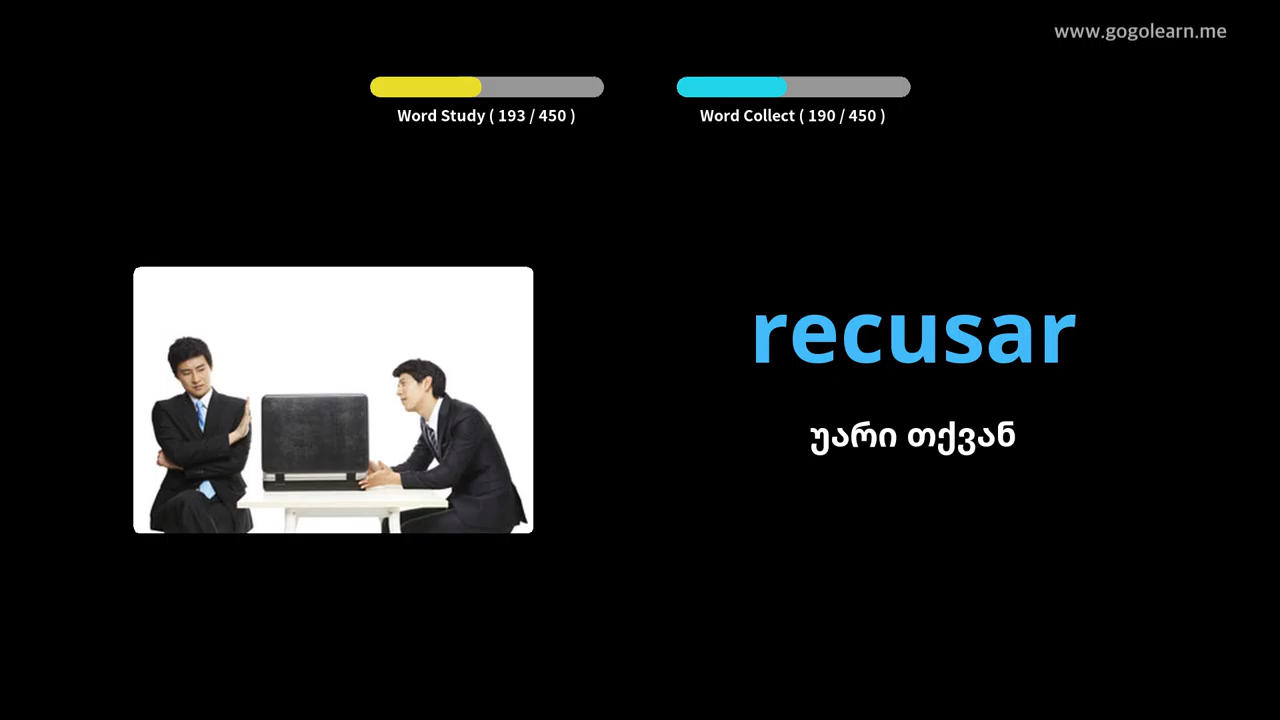 www.gogolearn.me
Word Study ( 193 / 450 )
Word Collect ( 190 / 450 )
recusar
უარი თქვან